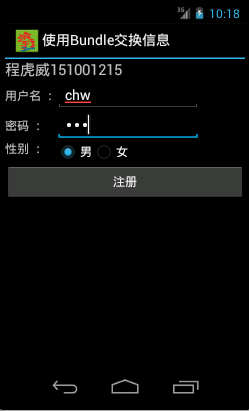 3G 10:18
使用Bundle交换信息
程虎威151001215
用户名： chw
密码： •••
性别： 男 女
注册